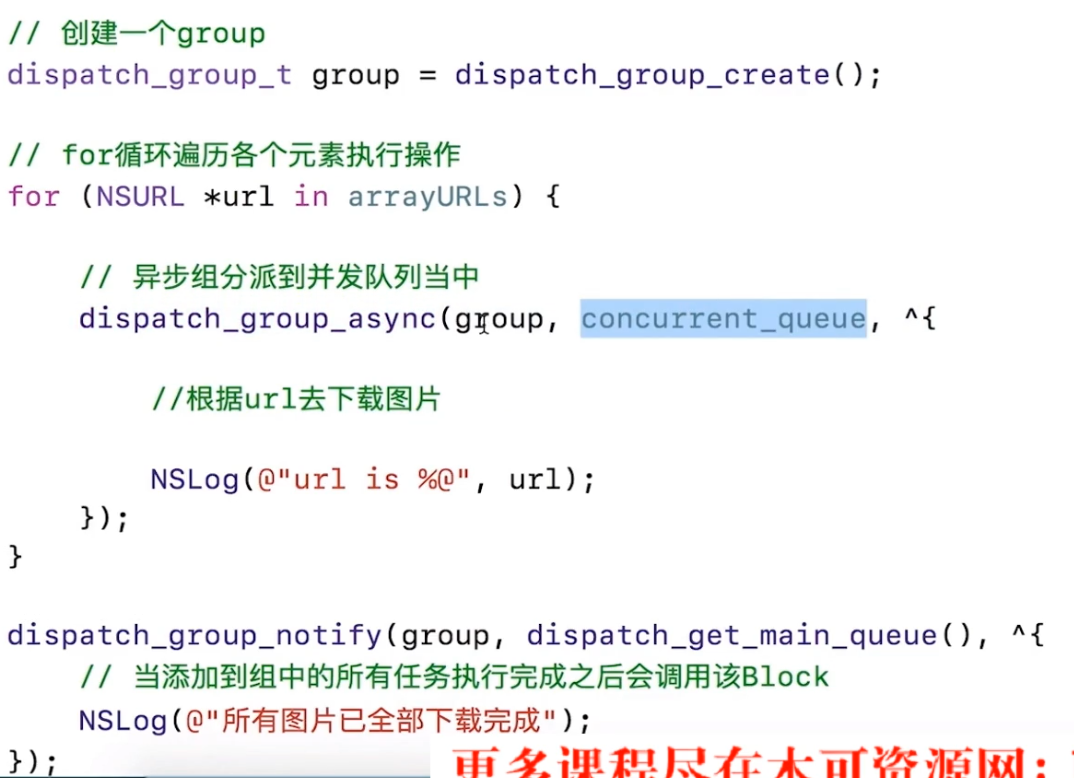 // 创建一个group
dispatch_group_t group = dispatch_group_create();
// for循环遍历各个元素执行操作
for (NSURL *url in arrayURLs) {
// 异步组分派到并发队列当中
dispatch_group_async(group, concurrent_queue, ^{
//根据url去下载图片
NSLog(@"url is %@", url);
});
}
dispatch_group_notify(group, dispatch_get_main_queue(), ^{
// 当添加到组中的所有任务执行完成之后会调用该Block
NSLog(@"所有图片已全部下载完成");
});
更多课程尽在木可资源网：